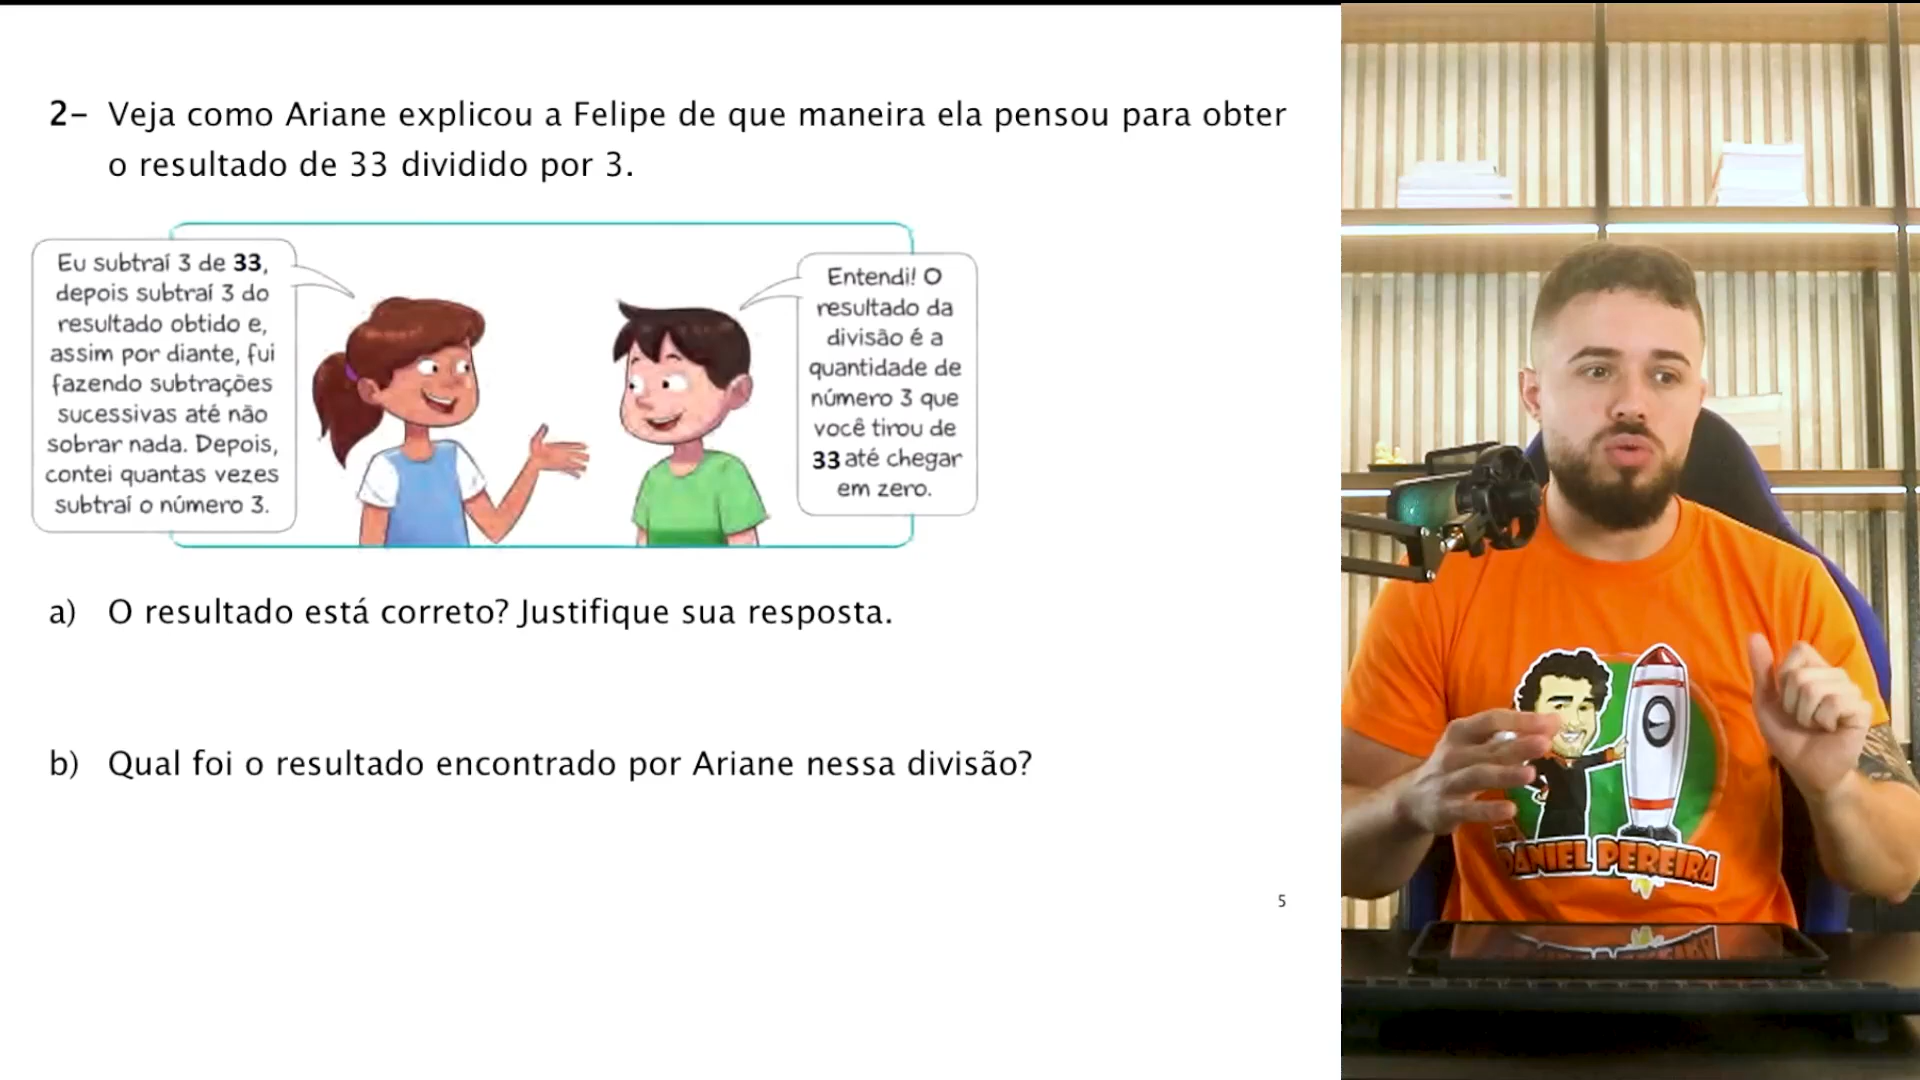 2- Veja como Ariane explicou a Felipe de que maneira ela pensou para obter
o resultado de 33 dividido por 3.
Eu subtraí 3 de 33,
depois subtraí 3 do
resultado obtido e,
assim por diante, fui
fazendo subtrações
sucessivas até não
sobrar nada. Depois,
contei quantas vezes
subtraí o número 3.
Entendi! O
resultado da
divisão é a
quantidade de
número 3 que
você tirou de
33 até chegar
em zero.
a) O resultado está correto? Justifique sua resposta.
b) Qual foi o resultado encontrado por Ariane nessa divisão?
5
DANIEL PEREIRA